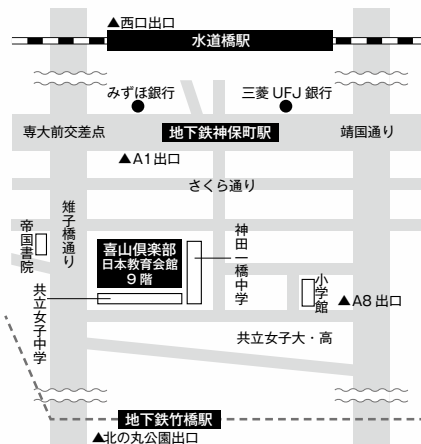 ▲西口出口
水道橋駅
みずほ銀行
三菱 UFJ 銀行
専大前交差点
地下鉄神保町駅
靖国通り
▲A1 出口
さくら通り
雉子橋通り
帝国書院
喜山倶楽部
日本教育会館
9 階
神田一橋中学
小学館
▲A8 出口
共立女子中学
共立女子大・高
地下鉄竹橋駅
▲北の丸公園出口